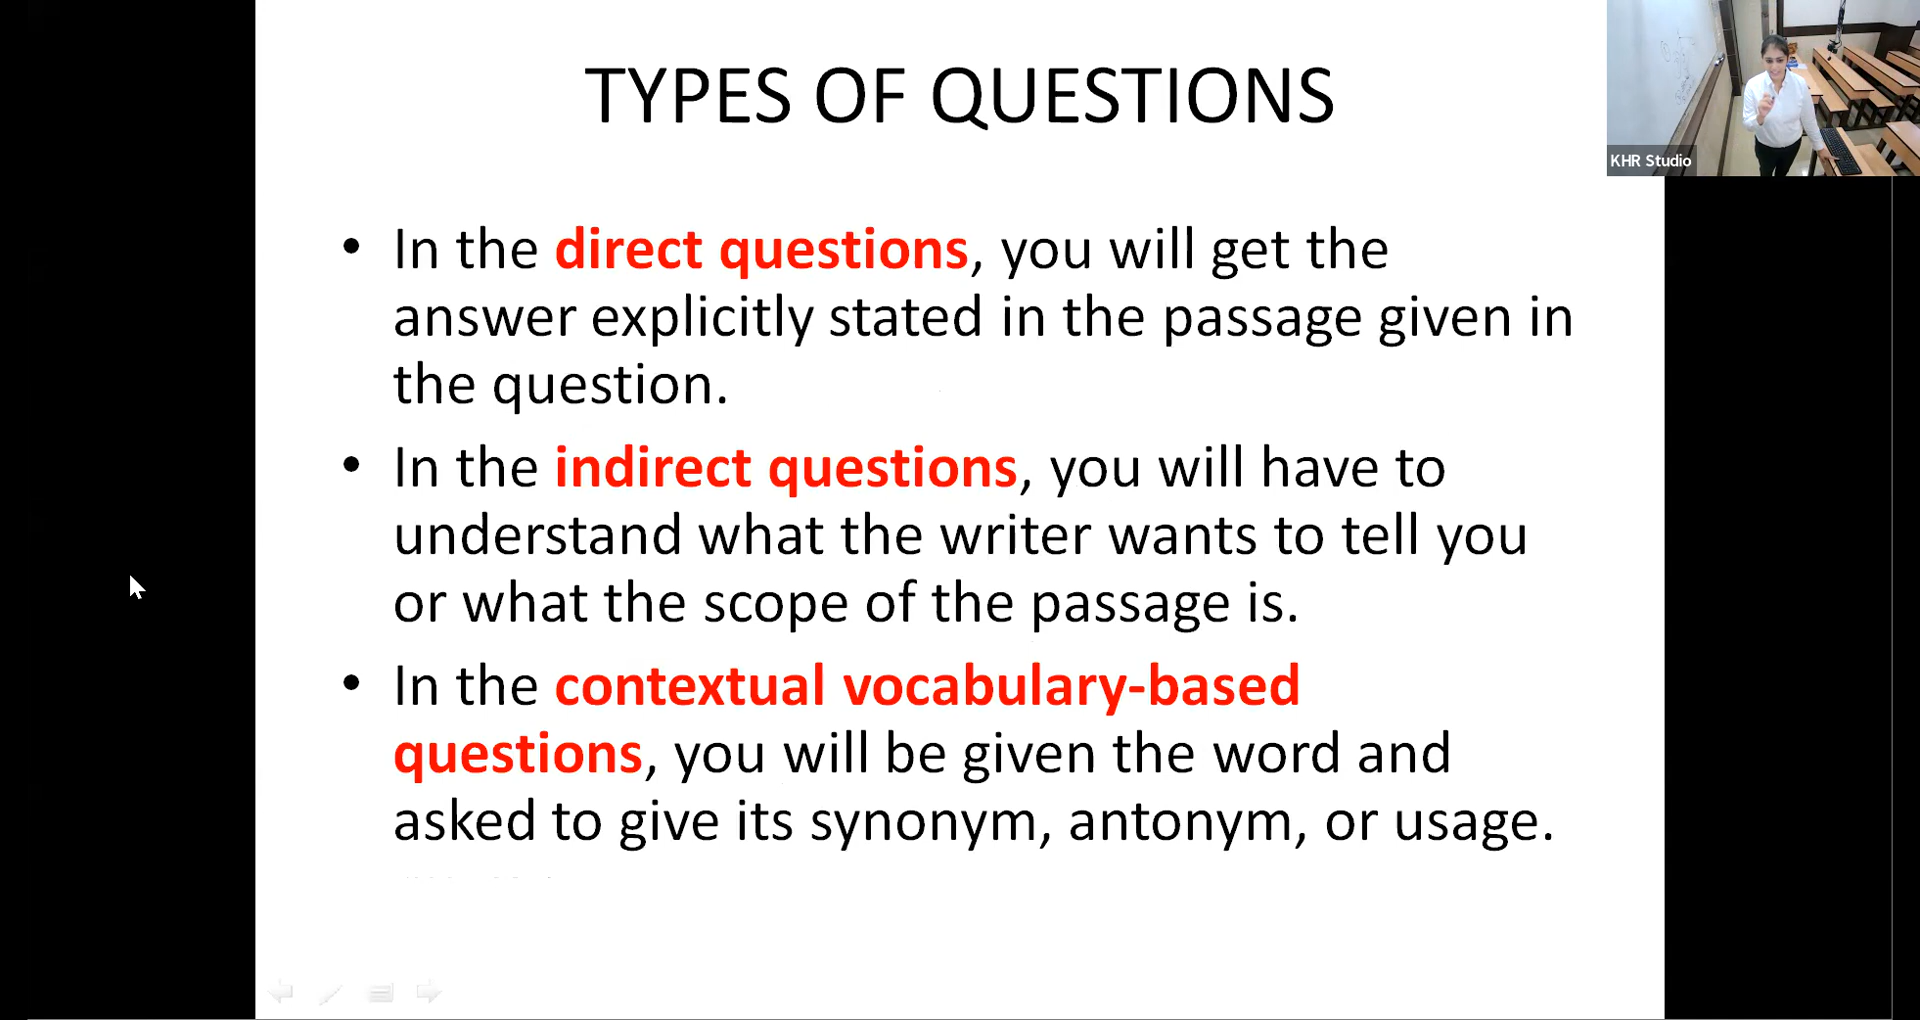 TYPES OF QUESTIONS
KHR Studio
• In the direct questions, you will get the
answer explicitly stated in the passage given in
the question.
• In the indirect questions, you will have to
understand what the writer wants to tell you
or what the scope of the passage is.
• In the contextual vocabulary-based
questions, you will be given the word and
asked to give its synonym, antonym, or usage.